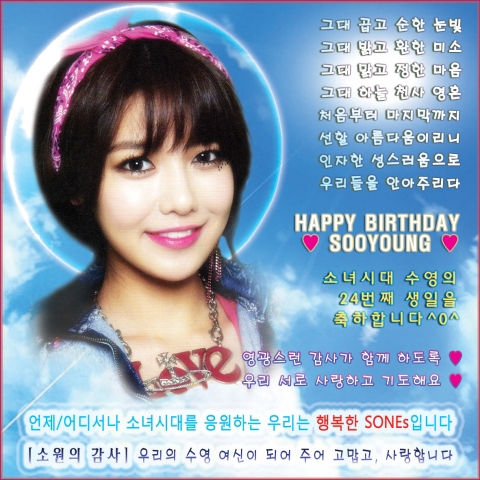 그대 곱고 순한 눈빛
그대 밝고 환한 미소
그대 맑고 정한 마음
그대 하늘 천사 영혼
처음부터 마지막까지
선할 아름다움이리니
인자한 성스러움으로
우리들을 안아주리다
HAPPY BIRTHDAY
♥ SOOYOUNG ♥
소녀시대 수영의
24번째 생일을
축하합니다^0^
영광스런 감사가 함께 하도록 ♥
우리 서로 사랑하고 기도해요 ♥
Love
언제/어디서나 소녀시대를 응원하는 우리는 행복한 SONEs입니다
[소원의 감사] 우리의 수영 여신이 되어 주어 고맙고, 사랑합니다